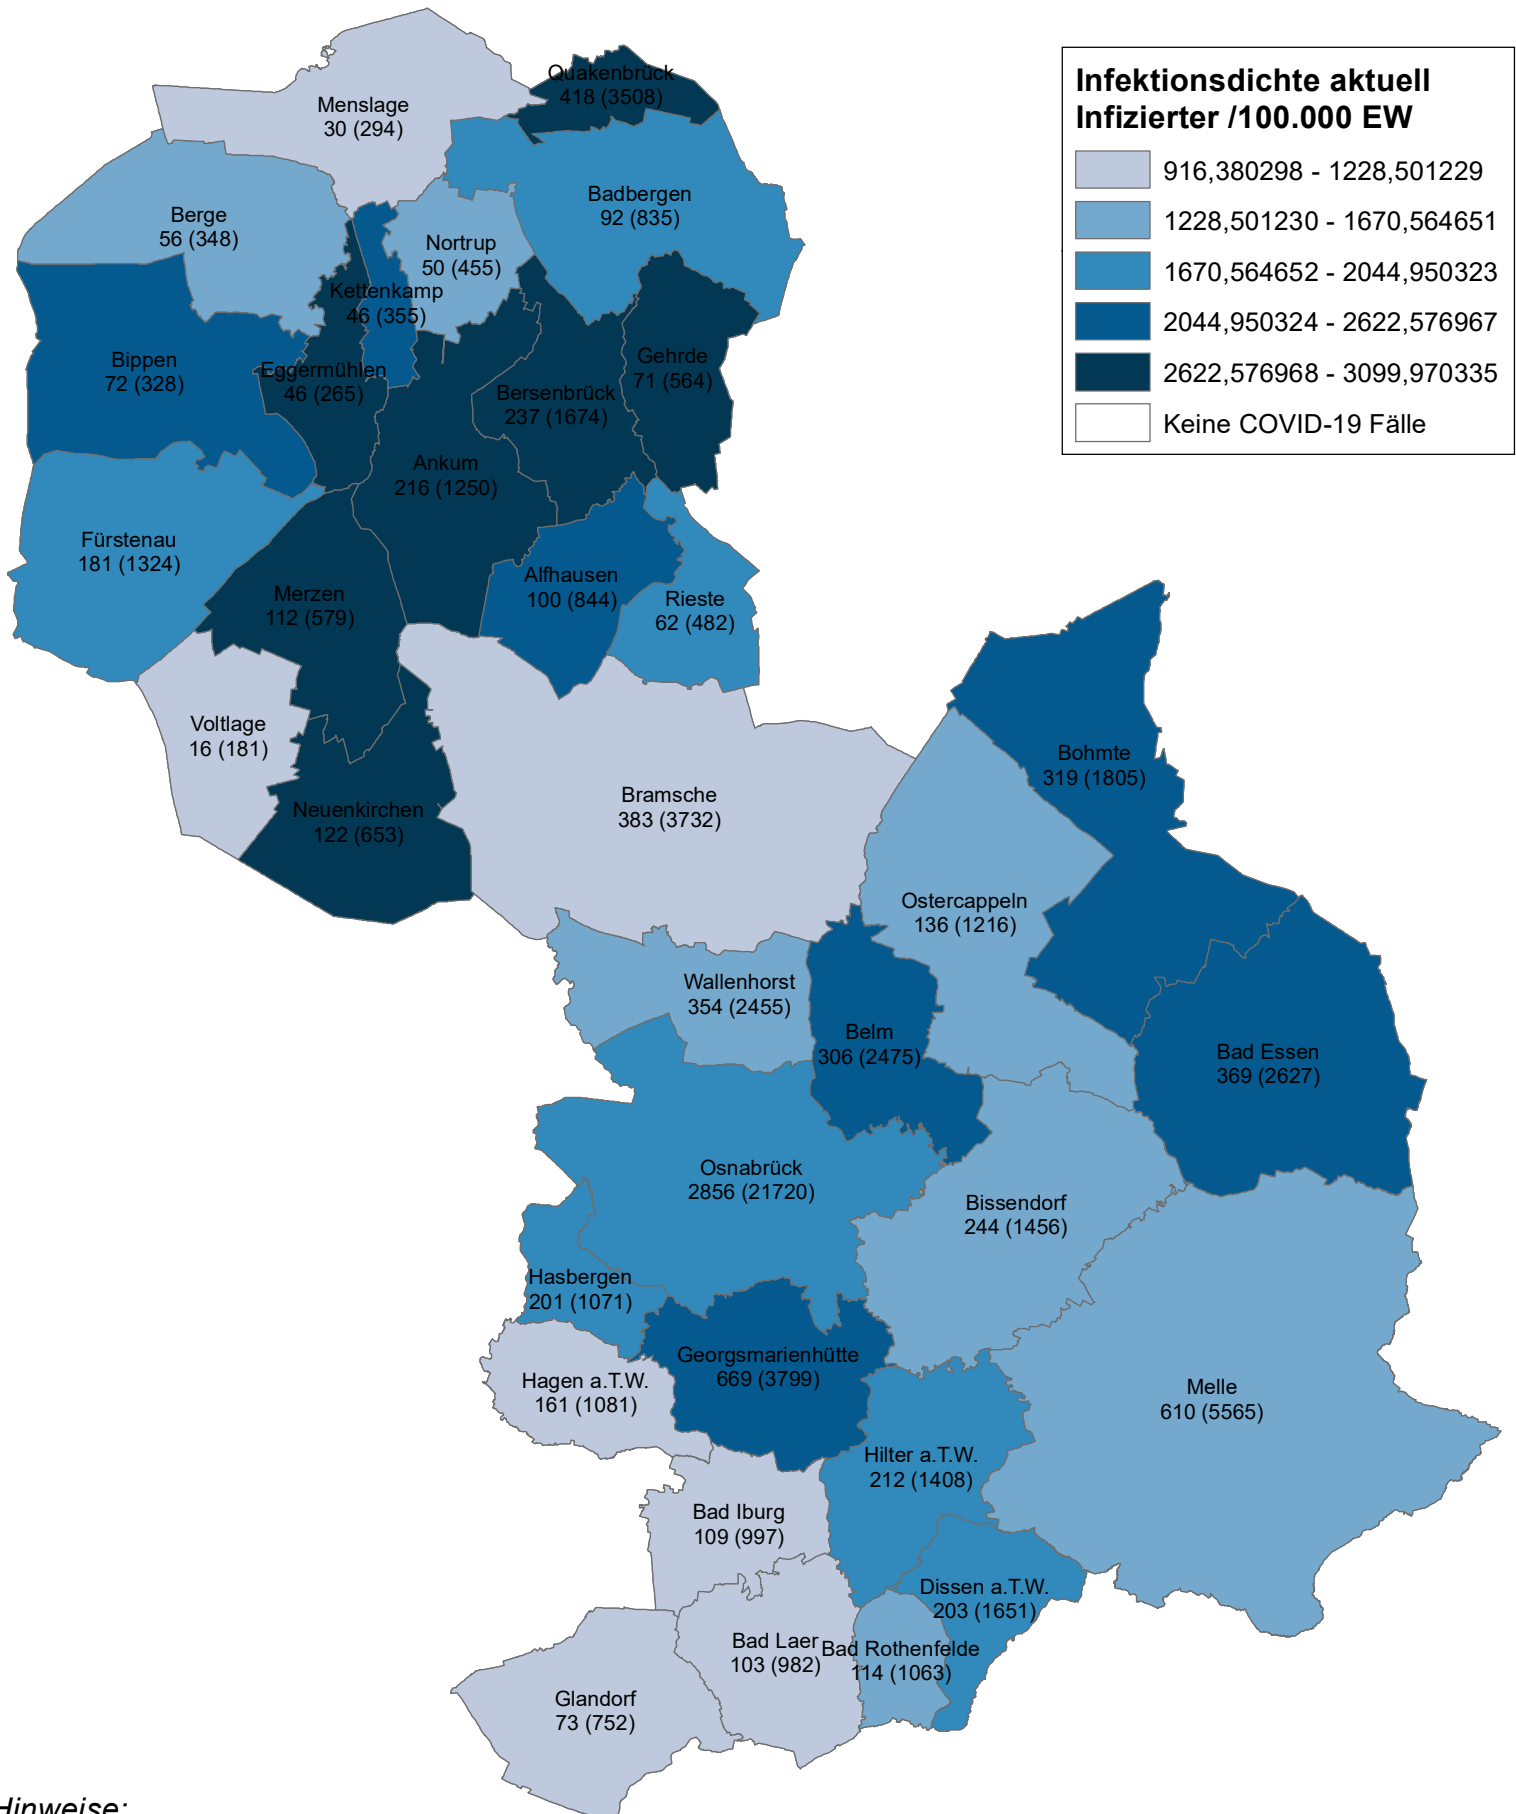 Infektionsdichte aktuell
Infizierter /100.000 EW
916,380298 - 1228,501229
1228,501230 - 1670,564651
1670,564652 - 2044,950323
2044,950324 - 2622,576967
2622,576968 - 3099,970335
Keine COVID-19 Fälle
Quakenbrück
418 (3508)
Menslage
30 (294)
Badbergen
92 (835)
Berge
56 (348)
Nortrup
50 (455)
Kettenkamp
46 (355)
Bippen
72 (328)
Eggermühlen
46 (265)
Gehrde
71 (564)
Bersenbrück
237 (1674)
Ankum
216 (1250)
Fürstenau
181 (1324)
Alfhausen
100 (844)
Merzen
112 (579)
Rieste
62 (482)
Voltlage
16 (181)
Neuenkirchen
122 (653)
Bramsche
383 (3732)
Bohmte
319 (1805)
Ostercappeln
136 (1216)
Wallenhorst
354 (2455)
Belm
306 (2475)
Bad Essen
369 (2627)
Osnabrück
2856 (21720)
Bissendorf
244 (1456)
Hasbergen
201 (1071)
Georgsmarienhütte
669 (3799)
Hagen a.T.W.
161 (1081)
Melle
610 (5565)
Hilter a.T.W.
212 (1408)
Bad Iburg
109 (997)
Dissen a.T.W.
203 (1651)
Bad Laer
103 (982)
Bad Rothenfelde
114 (1063)
Glandorf
73 (752)
Hinweise: